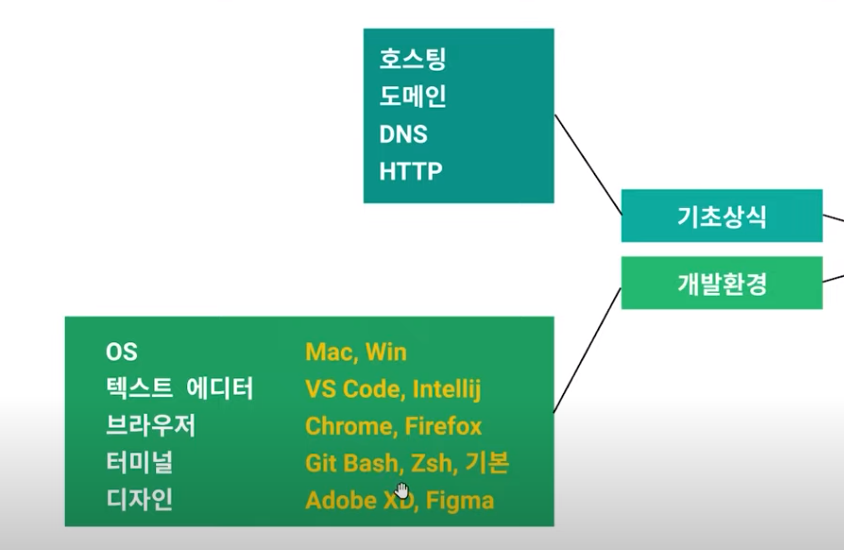 호스팅
도메인
DNS
HTTP
기초상식
개발환경
OS Mac, Win
텍스트 에디터 VS Code, Intellij
브라우저 Chrome, Firefox
터미널 Git Bash, Zsh, 기본
디자인 Adobe XD, Figma